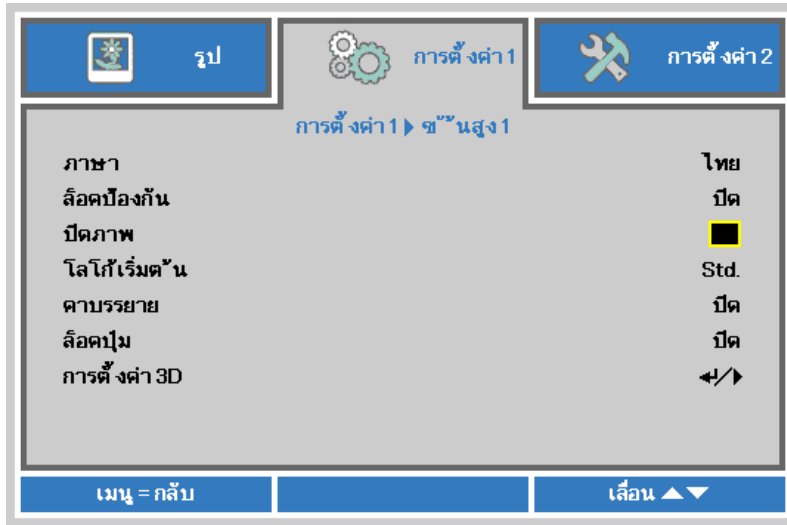 รูป
การตั้งค่า 1
การตั้งค่า 2
การตั้งค่า 1 ▶ ขั้นสูง 1
ภาษา ไทย
ล็อคป้องกัน ปิด
ปิดภาพ
โลโก้เริ่มต้น Std.
คาบรรยาย ปิด
ล็อคปุ่ม ปิด
การตั้งค่า 3D ↵/▶
เมนู = กลับ
เลื่อน ▲▼